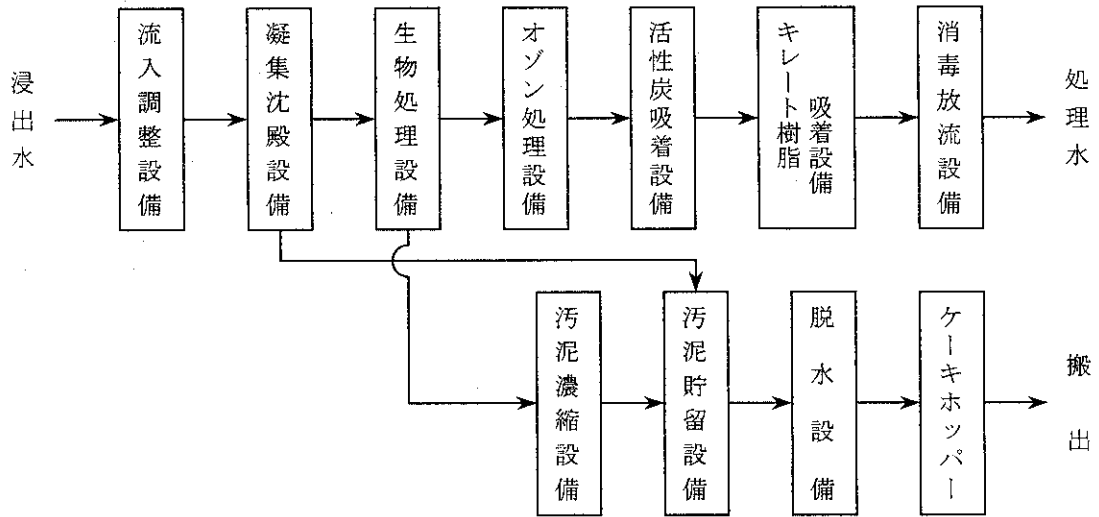 浸出水
流入調整設備
凝集沈殿設備
生物処理設備
オゾン処理設備
活性炭吸着設備
キレート樹脂
吸着設備
消毒放流設備
処理水
汚泥濃縮設備
汚泥貯留設備
脱水設備
ケーキホッパー
搬出